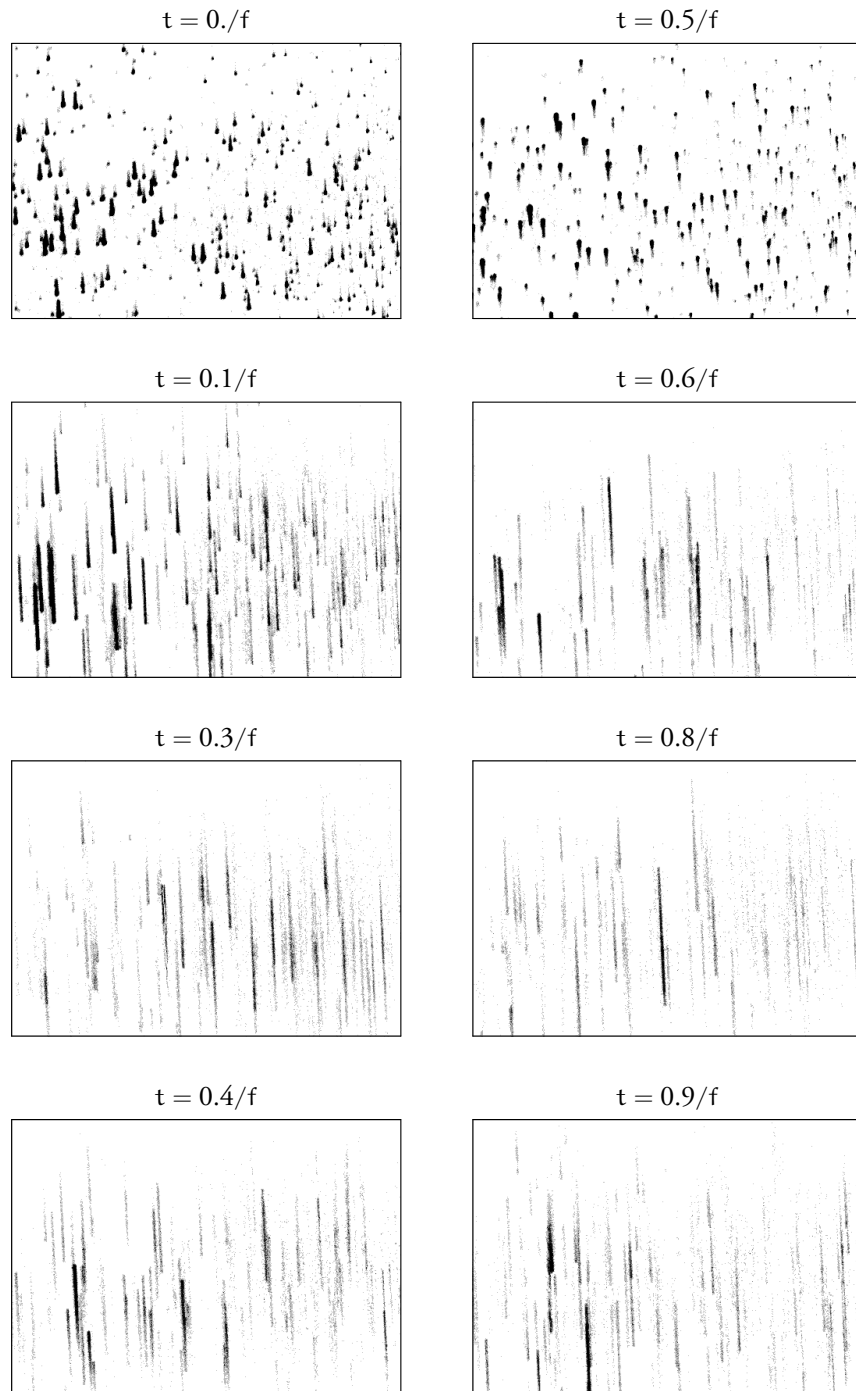 t = 0./f
t = 0.5/f
t = 0.1/f
t = 0.6/f
t = 0.3/f
t = 0.8/f
t = 0.4/f
t = 0.9/f